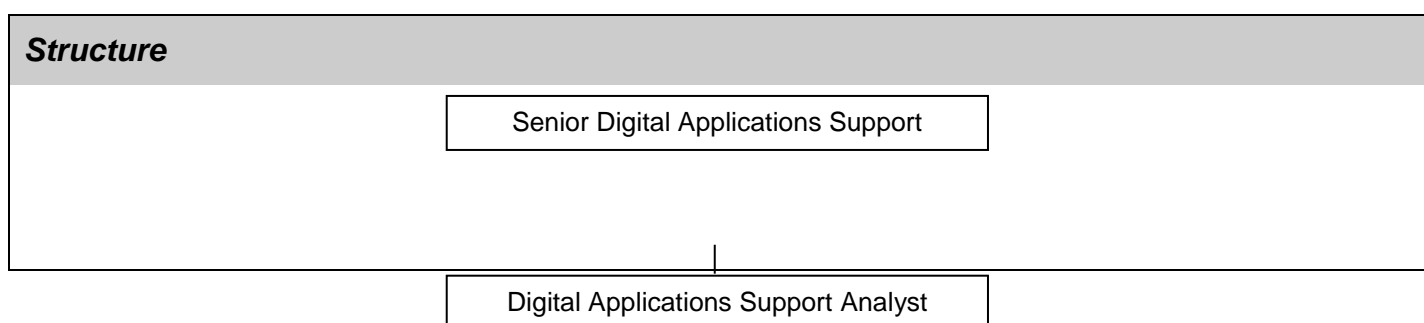 Structure
Senior Digital Applications Support
Digital Applications Support Analyst